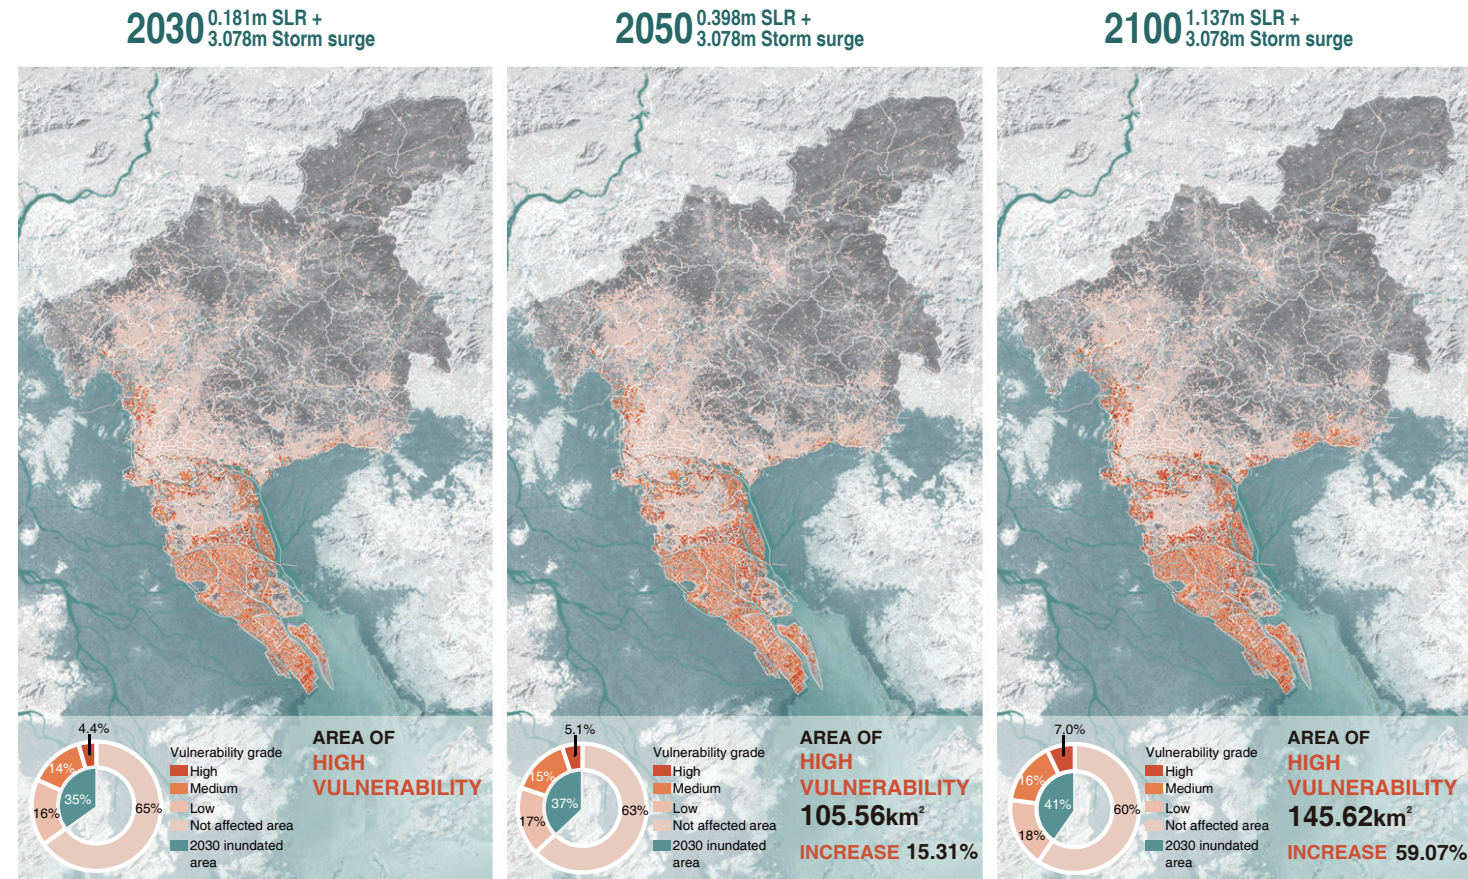 2030 0.181m SLR +
3.078m Storm surge
2050 0.398m SLR +
3.078m Storm surge
2100 1.137m SLR +
3.078m Storm surge
4.4%
14%
16%
35%
65%
Vulnerability grade
High
Medium
Low
Not affected area
2030 inundated
area
AREA OF
HIGH
VULNERABILITY
5.1%
15%
17%
37%
63%
Vulnerability grade
High
Medium
Low
Not affected area
2030 inundated
area
AREA OF
HIGH
VULNERABILITY
105.56km²
INCREASE 15.31%
7.0%
16%
18%
41%
60%
Vulnerability grade
High
Medium
Low
Not affected area
2030 inundated
area
AREA OF
HIGH
VULNERABILITY
145.62km²
INCREASE 59.07%